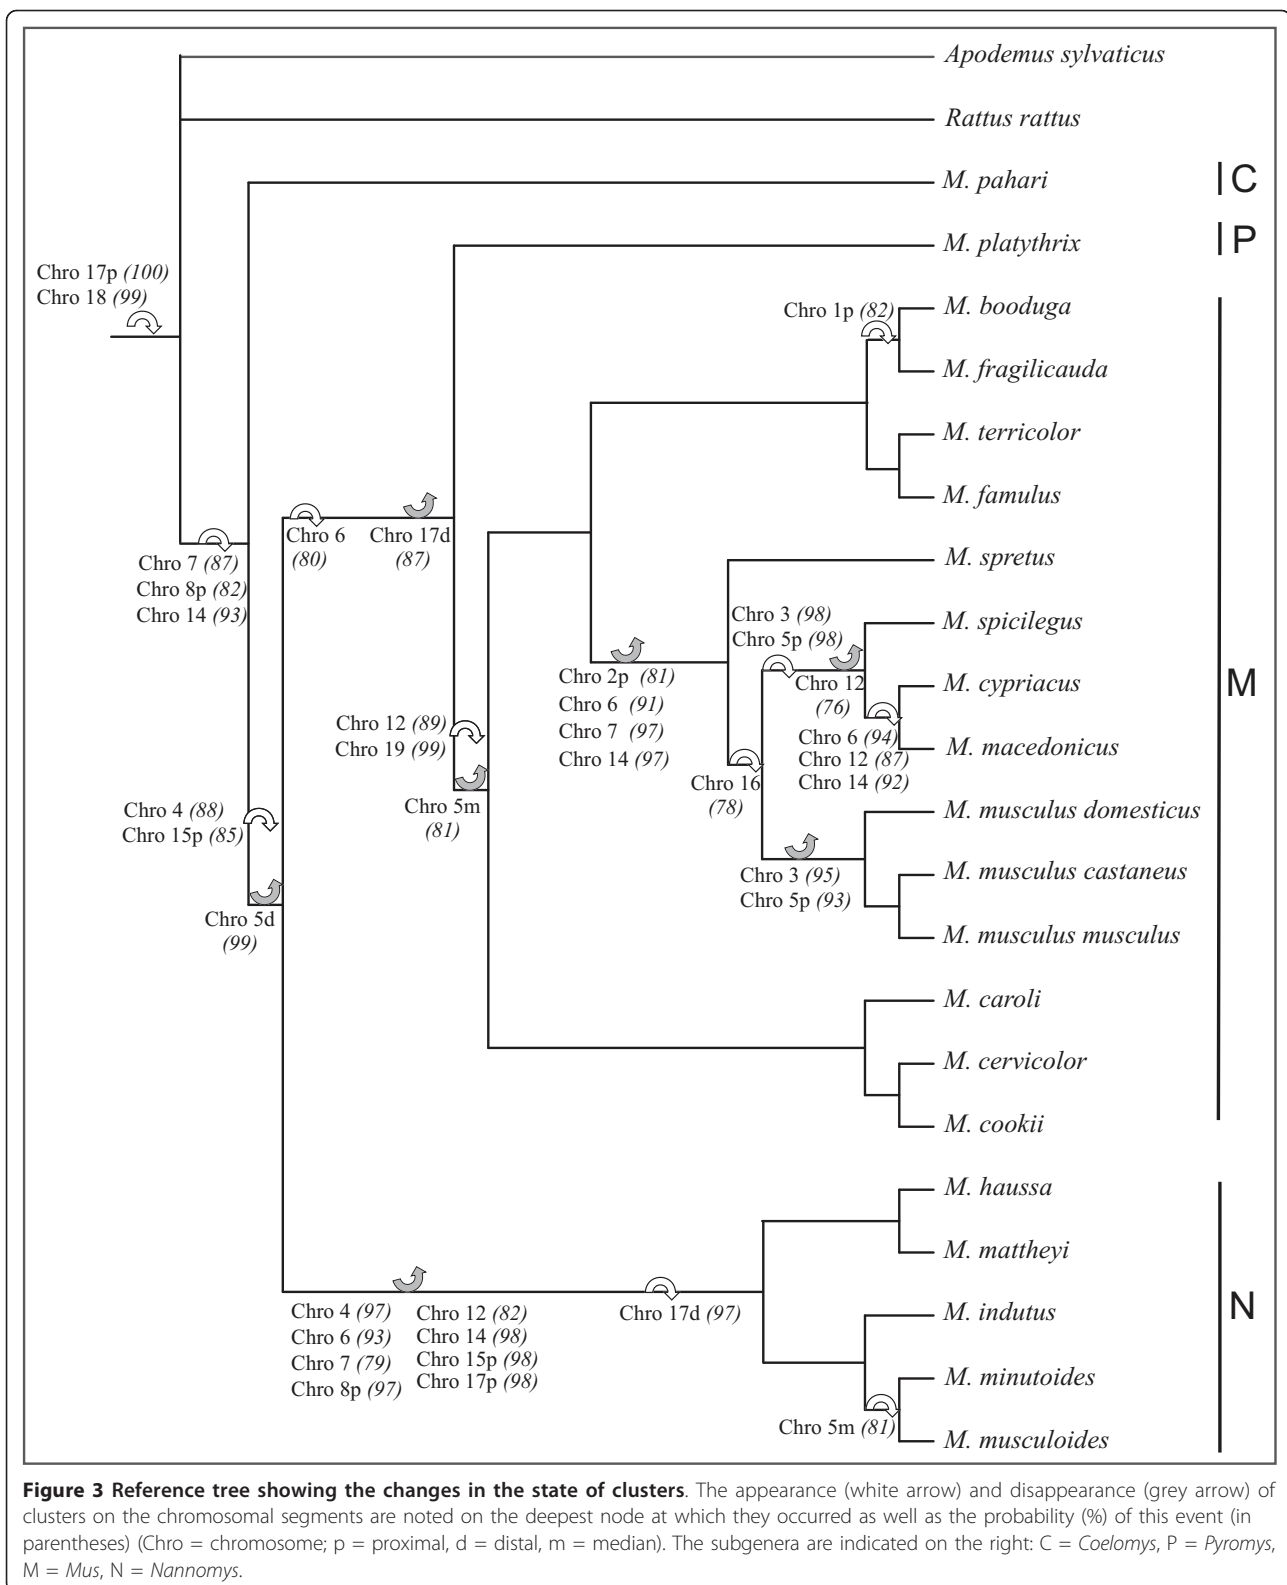 Apodemus sylvaticus
Rattus rattus
M. pahari
C
M. platythrix
P
Chro 17p (100)
Chro 18 (99)
Chro 1p (82)
M. booduga
M. fragilicauda
M. terricolor
M. famulus
Chro 6
(80)
Chro 17d
(87)
Chro 7 (87)
Chro 8p (82)
Chro 14 (93)
M. spretus
Chro 3 (98)
Chro 5p (98)
M. spicilegus
Chro 12
(76)
M. cypriacus
M
Chro 2p (81)
Chro 6 (91)
Chro 7 (97)
Chro 14 (97)
Chro 12 (89)
Chro 19 (99)
Chro 6 (94)
Chro 12 (87)
Chro 14 (92)
M. macedonicus
Chro 16
(78)
Chro 4 (88)
Chro 15p (85)
Chro 5m
(81)
M. musculus domesticus
Chro 3 (95)
Chro 5p (93)
M. musculus castaneus
Chro 5d
(99)
M. musculus musculus
M. caroli
M. cervicolor
M. cookii
M. haussa
M. mattheyi
Chro 4 (97)
Chro 6 (93)
Chro 7 (79)
Chro 8p (97)
Chro 12 (82)
Chro 14 (98)
Chro 15p (98)
Chro 17p (98)
Chro 17d (97)
M. indutus
N
M. minutoides
Chro 5m (81)
M. musculoides
Figure 3 Reference tree showing the changes in the state of clusters. The appearance (white arrow) and disappearance (grey arrow) of
clusters on the chromosomal segments are noted on the deepest node at which they occurred as well as the probability (%) of this event (in
parentheses) (Chro = chromosome; p = proximal, d = distal, m = median). The subgenera are indicated on the right: C = Coelomys, P = Pyromys,
M = Mus, N = Nannomys.